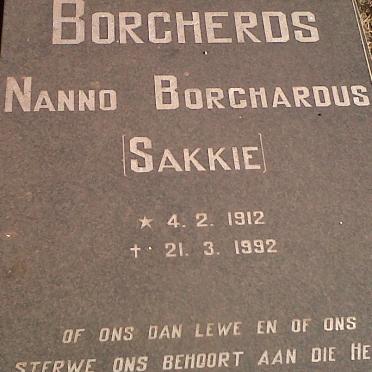 BORCHERDS
NANNO BORCHARDUS
[SAKKIE]
★ 4. 2. 1912
✝ 21. 3. 1992
OF ONS DAN LEWE EN OF ONS
STERWE ONS BEHOORT AAN DIE HE